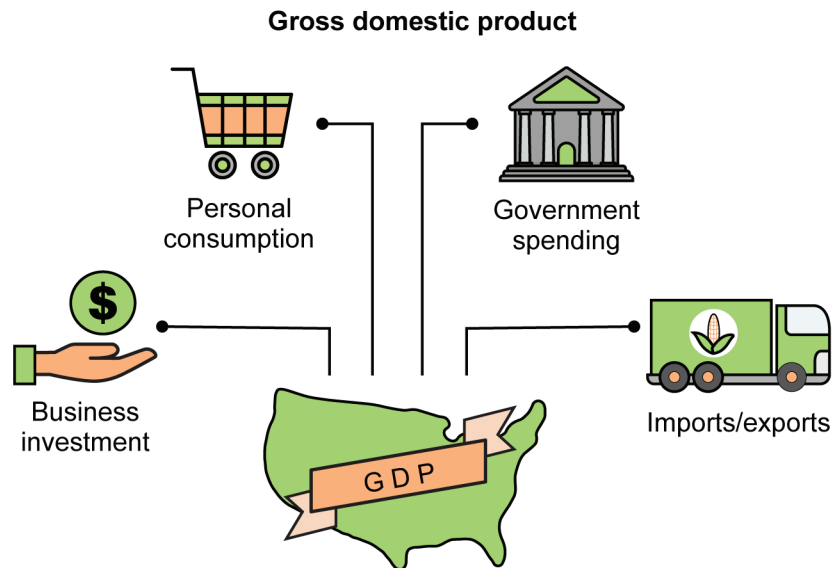 Gross domestic product
Personal
consumption
Government
spending
$
Business
investment
Imports/exports
GDP